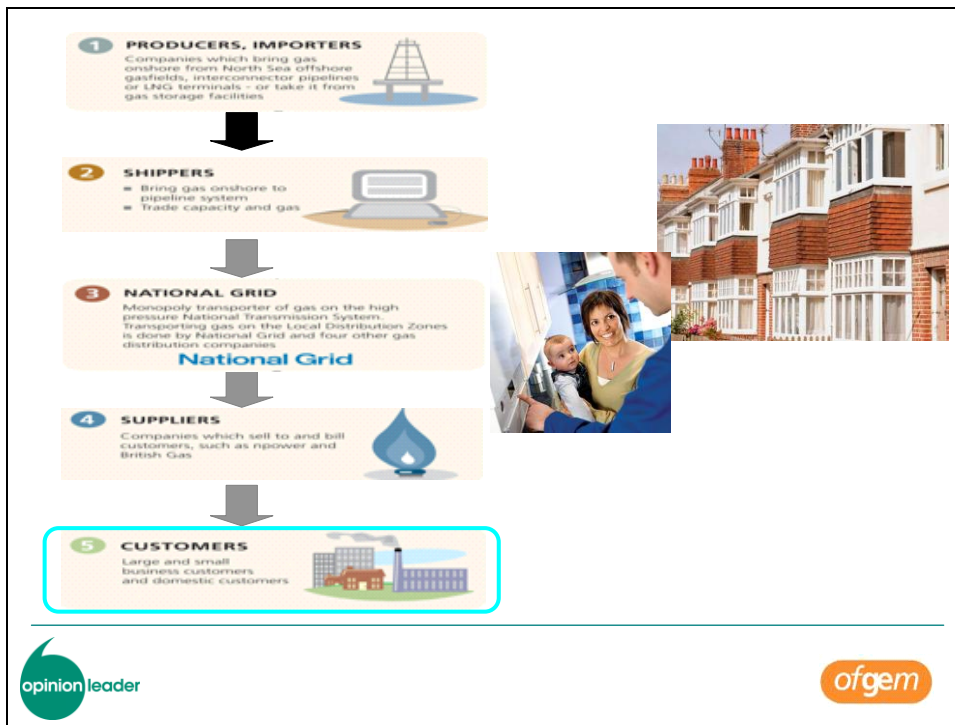 1 PRODUCERS, IMPORTERS
Companies which bring gas
onshore from North Sea offshore
gasfields, interconnector pipelines
or LNG terminals - or take it from
gas storage facilities
2 SHIPPERS
Bring gas onshore to
pipeline system
Trade capacity and gas
3 NATIONAL GRID
Monopoly transporter of gas on the high
pressure National Transmission System.
Transporting gas on the Local Distribution Zones
is done by National Grid and four other gas
distribution companies
National Grid
4 SUPPLIERS
Companies which sell to and bill
customers, such as npower and
British Gas
5 CUSTOMERS
Large and small
business customers
and domestic customers
opinion leader
ofgem